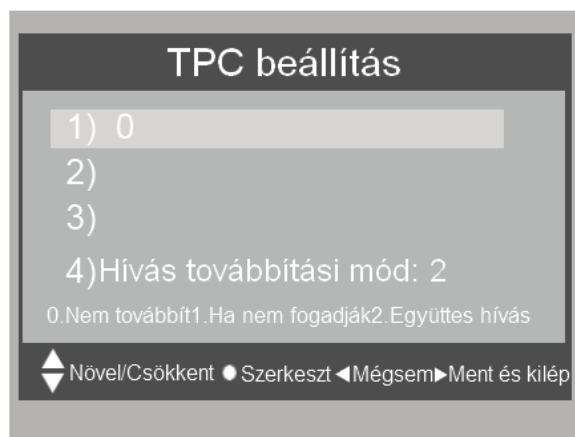 TPC beállítás
1) 0
2)
3)
4)Hívás továbbítási mód: 2
0.Nem továbbít1.Ha nem fogadják2.Együttes hívás
Növel/Csökkent Szerkeszt Mégsem Ment és kilép